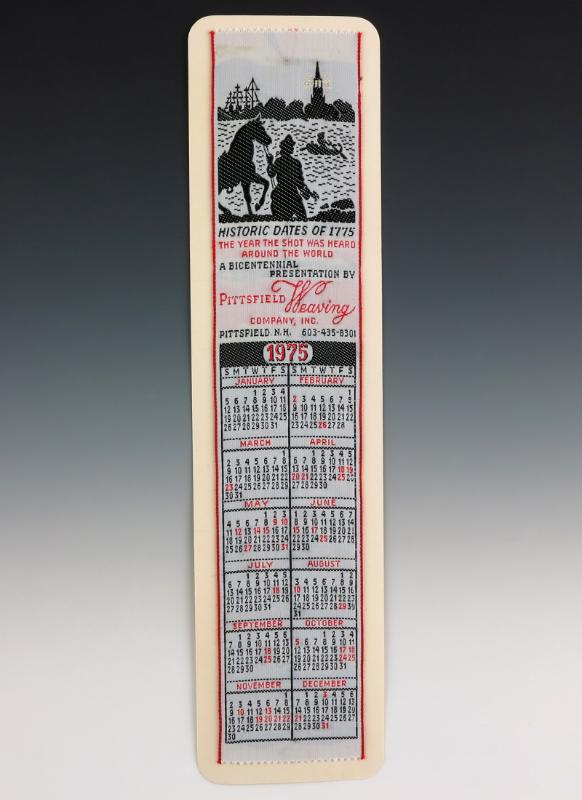 HISTORIC DATES OF 1775
THE YEAR THE SHOT WAS HEARD
AROUND THE WORLD
A BICENTENNIAL
PRESENTATION BY
PITTSFIELD Weaving
COMPANY, INC.
PITTSFIELD N.H. 603-435-8301
1975
S M T W T F S S M T W T F S
JANUARY
1 2 3 4
5 6 7 8 9 10 11
12 13 14 15 16 17 18
19 20 21 22 23 24 25
26 27 28 29 30 31
FEBRUARY
1
2 3 4 5 6 7 8
9 10 11 12 13 14 15
16 17 18 19 20 21 22
23 24 25 26 27 28
MARCH
1
2 3 4 5 6 7 8
9 10 11 12 13 14 15
16 17 18 19 20 21 22
23 24 25 26 27 28 29
30 31
APRIL
1 2 3 4 5
6 7 8 9 10 11 12
13 14 15 16 17 18 19
20 21 22 23 24 25 26
27 28 29 30
MAY
1 2 3
4 5 6 7 8 9 10
11 12 13 14 15 16 17
18 19 20 21 22 23 24
25 26 27 28 29 30 31
JUNE
1 2 3 4 5 6 7
8 9 10 11 12 13 14
15 16 17 18 19 20 21
22 23 24 25 26 27 28
29 30
JULY
1 2 3 4 5
6 7 8 9 10 11 12
13 14 15 16 17 18 19
20 21 22 23 24 25 26
27 28 29 30 31
AUGUST
1 2
3 4 5 6 7 8 9
10 11 12 13 14 15 16
17 18 19 20 21 22 23
24 25 26 27 28 29 30
31
SEPTEMBER
1 2 3 4 5 6
7 8 9 10 11 12 13
14 15 16 17 18 19 20
21 22 23 24 25 26 27
28 29 30
OCTOBER
1 2 3 4
5 6 7 8 9 10 11
12 13 14 15 16 17 18
19 20 21 22 23 24 25
26 27 28 29 30 31
NOVEMBER
1
2 3 4 5 6 7 8
9 10 11 12 13 14 15
16 17 18 19 20 21 22
23 24 25 26 27 28 29
30
DECEMBER
1 2 3 4 5 6
7 8 9 10 11 12 13
14 15 16 17 18 19 20
21 22 23 24 25 26 27
28 29 30 31